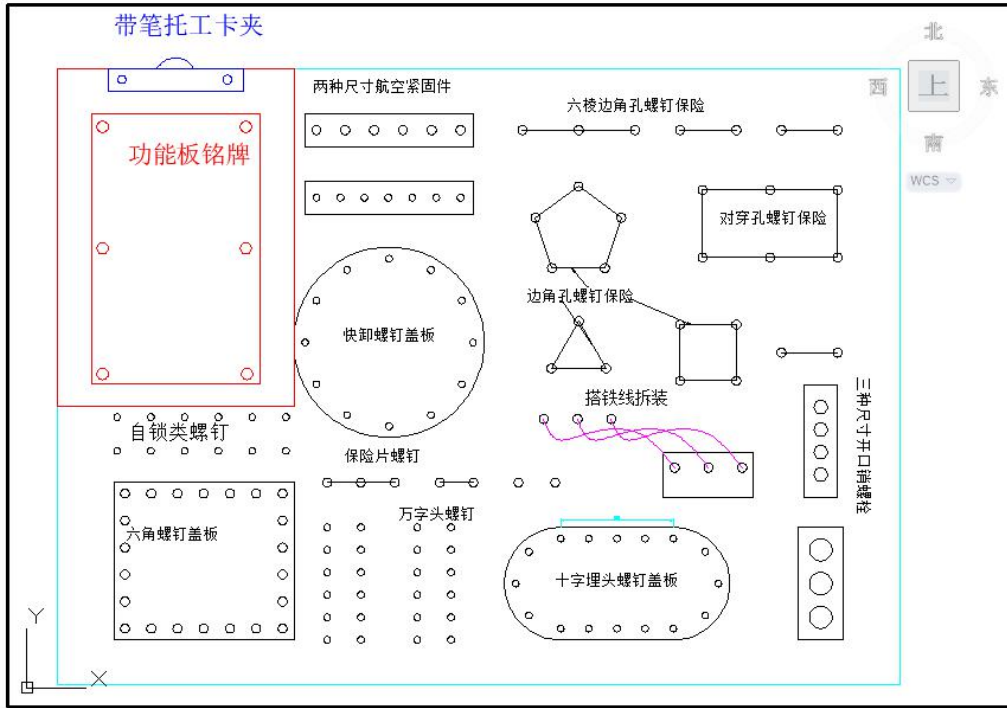 带笔托工卡夹
北
西
上
东
南
WCS
两种尺寸航空紧固件
六棱边角孔螺钉保险
功能板铭牌
对穿孔螺钉保险
边角孔螺钉保险
快卸螺钉盖板
搭铁线拆装
三种尺寸开口销螺栓
自锁类螺钉
保险片螺钉
万字头螺钉
六角螺钉盖板
十字埋头螺钉盖板
Y
X